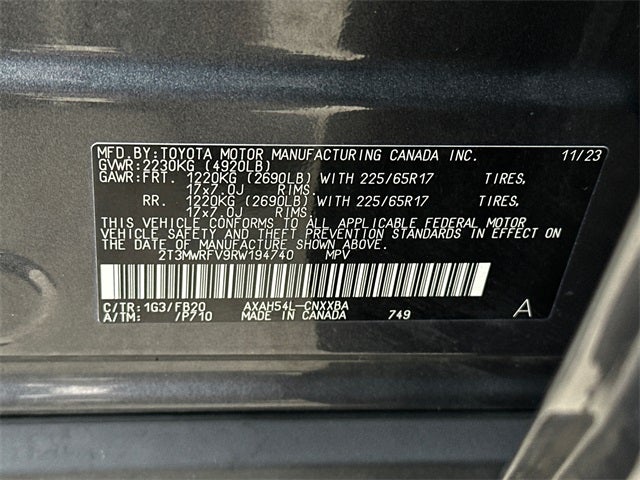 MFD.BY:TOYOTA MOTOR MANUFACTURING CANADA INC. 11/23
GVWR:2230KG (4920LB)
GAWR:FRT. 1220KG (2690LB) WITH 225/65R17 TIRES,
17x7.0J RIMS.
RR. 1220KG (2690LB) WITH 225/65R17 TIRES,
17x7.0J RIMS.
THIS VEHICLE CONFORMS TO ALL APPLICABLE FEDERAL MOTOR
VEHICLE SAFETY AND THEFT PREVENTION STANDARDS IN EFFECT ON
THE DATE OF MANUFACTURE SHOWN ABOVE.
2T3MWRFV9RW194740 MPV
C/TR:1G3/FB20 AXAH54L-CNXXBA
A/TM: /P/10 MADE IN CANADA 749 A